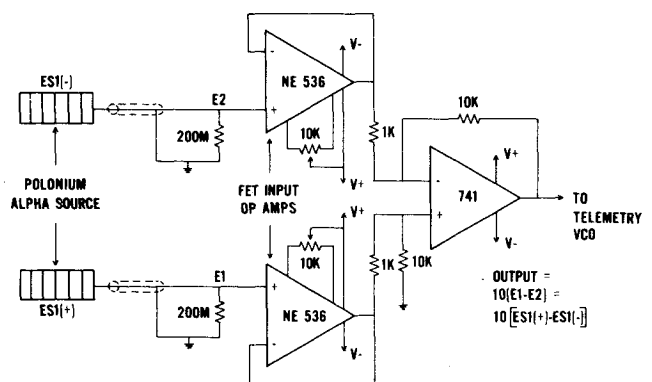 ES1(-)
E2
V-
NE 536
-
+
10K
200M
1K
10K
V+
POLONIUM
ALPHA SOURCE
FET INPUT
OP AMPS
-
+
741
V+
V-
TO
TELEMETRY
VCO
V+
10K
E1
+
-
NE 536
200M
1K
10K
V-
ES1(+)
OUTPUT =
10(E1-E2) =
10[ES1(+)-ES1(-)]